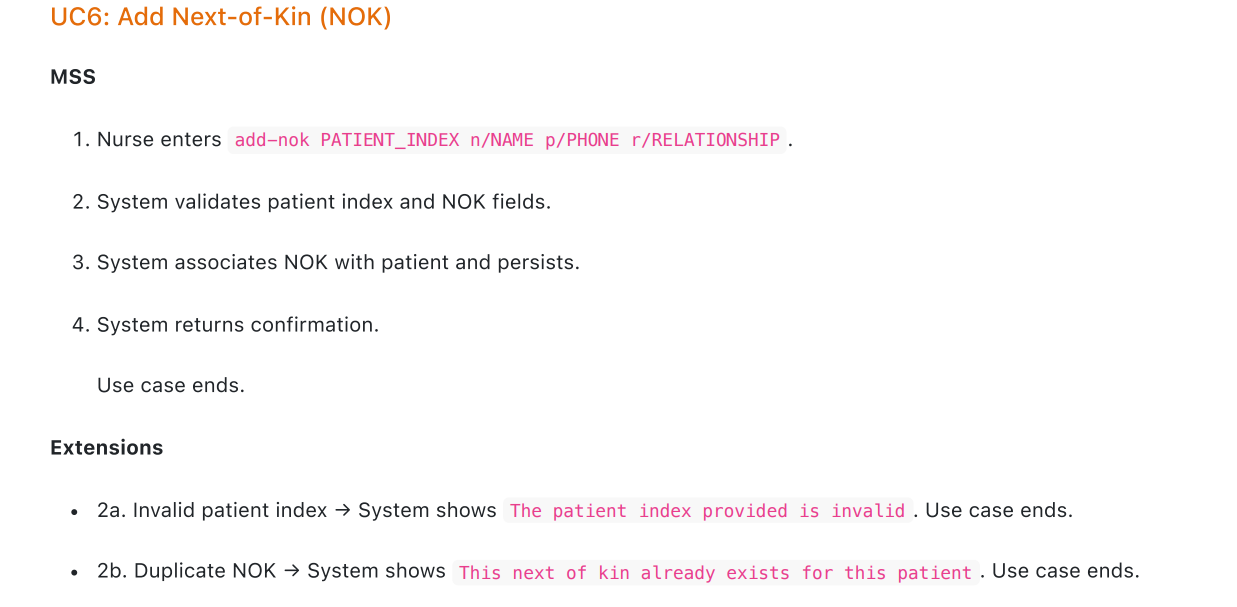 UC6: Add Next-of-Kin (NOK)
MSS
1. Nurse enters add-nok PATIENT_INDEX n/NAME p/PHONE r/RELATIONSHIP .
2. System validates patient index and NOK fields.
3. System associates NOK with patient and persists.
4. System returns confirmation.
Use case ends.
Extensions
• 2a. Invalid patient index → System shows The patient index provided is invalid . Use case ends.
• 2b. Duplicate NOK → System shows This next of kin already exists for this patient . Use case ends.